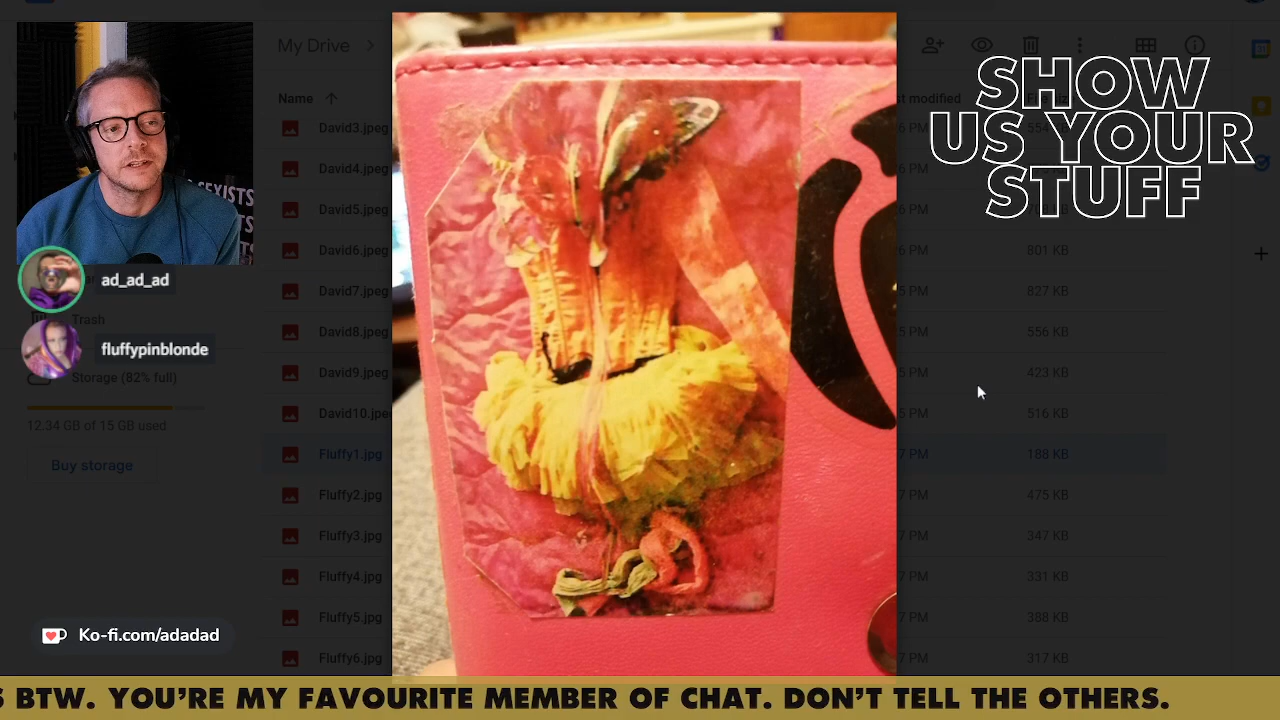 My Drive
Name
SHOW
US YOUR
STUFF
David3.jpeg
David4.jpeg
David5.jpeg
David6.jpeg
801 KB
David7.jpeg
827 KB
David8.jpeg
556 KB
David9.jpeg
423 KB
David10.jpe
516 KB
Fluffy1.jpg
188 KB
Fluffy2.jpg
475 KB
Fluffy3.jpg
347 KB
Fluffy4.jpg
331 KB
Fluffy5.jpg
388 KB
Fluffy6.jpg
317 KB
SEXISTS
ad_ad_ad
Trash
fluffypinblonde
Storage (82% full)
12.34 GB of 15 GB used
Buy storage
Ko-fi.com/adadad
BTW. YOU'RE MY FAVOURITE MEMBER OF CHAT. DON'T TELL THE OTHERS.